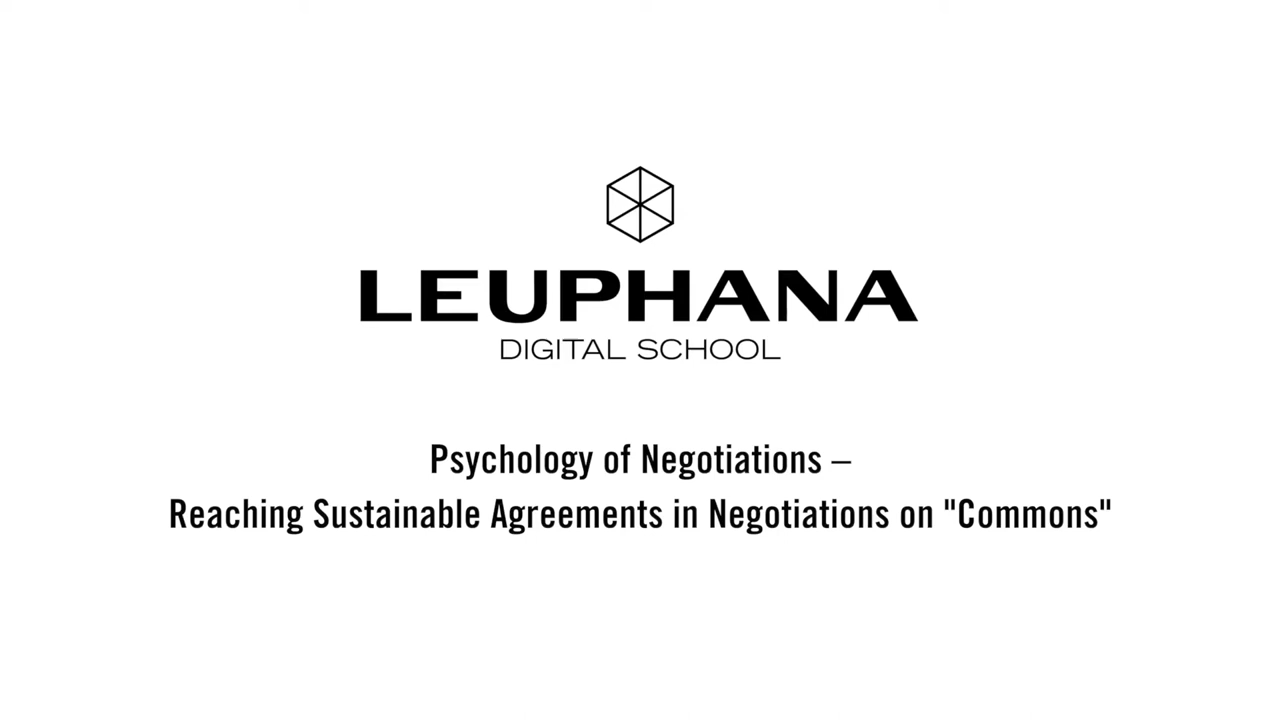 LEUPHANA
DIGITAL SCHOOL
Psychology of Negotiations –
Reaching Sustainable Agreements in Negotiations on "Commons"